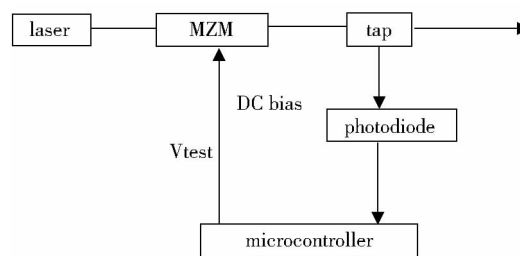 laser
MZM
tap
DC bias
photodiode
Vtest
microcontroller